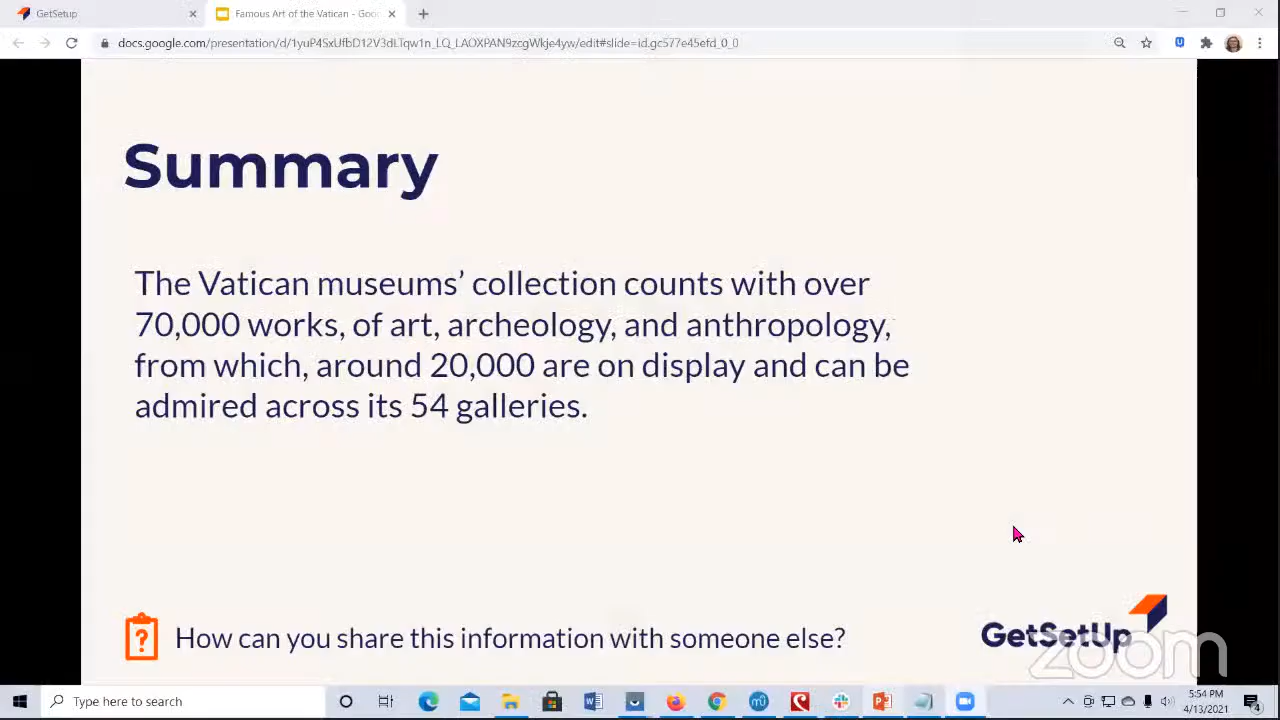 GetSetup
Famous Art of the Vatican - Goo
docs.google.com/presentation/d/1yuP4SxUfbD12V3dLTqw1n_LQ_LAOXPAN9zcgWkje4yw/edit#slide=id.gc577e45efd_0_0
Summary
The Vatican museums’ collection counts with over
70,000 works, of art, archeology, and anthropology,
from which, around 20,000 are on display and can be
admired across its 54 galleries.
How can you share this information with someone else?
GetSetUp
zoom
Type here to search
5:54 PM
4/13/2021